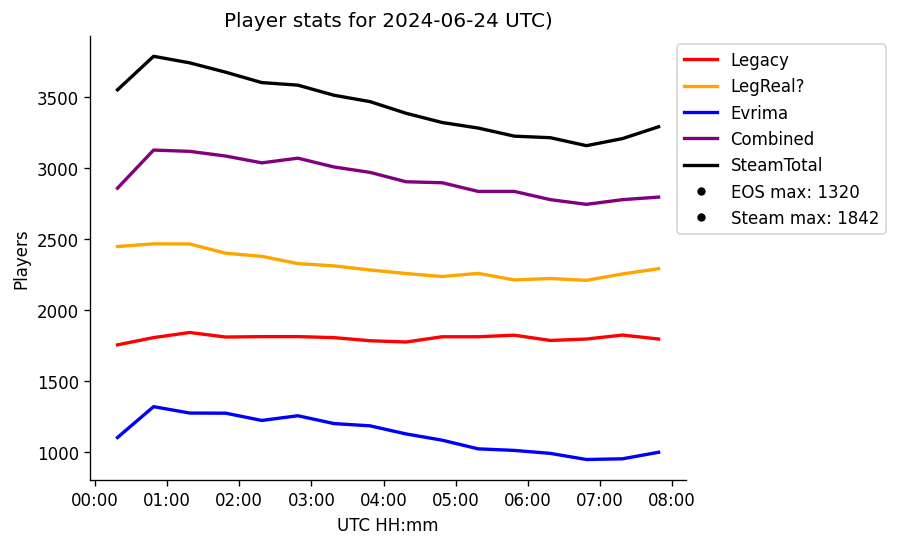 Player stats for 2024-06-24 UTC)
Legacy
LegReal?
Evrima
Combined
SteamTotal
EOS max: 1320
Steam max: 1842
Players
3500
3000
2500
2000
1500
1000
00:00 01:00 02:00 03:00 04:00 05:00 06:00 07:00 08:00
UTC HH:mm